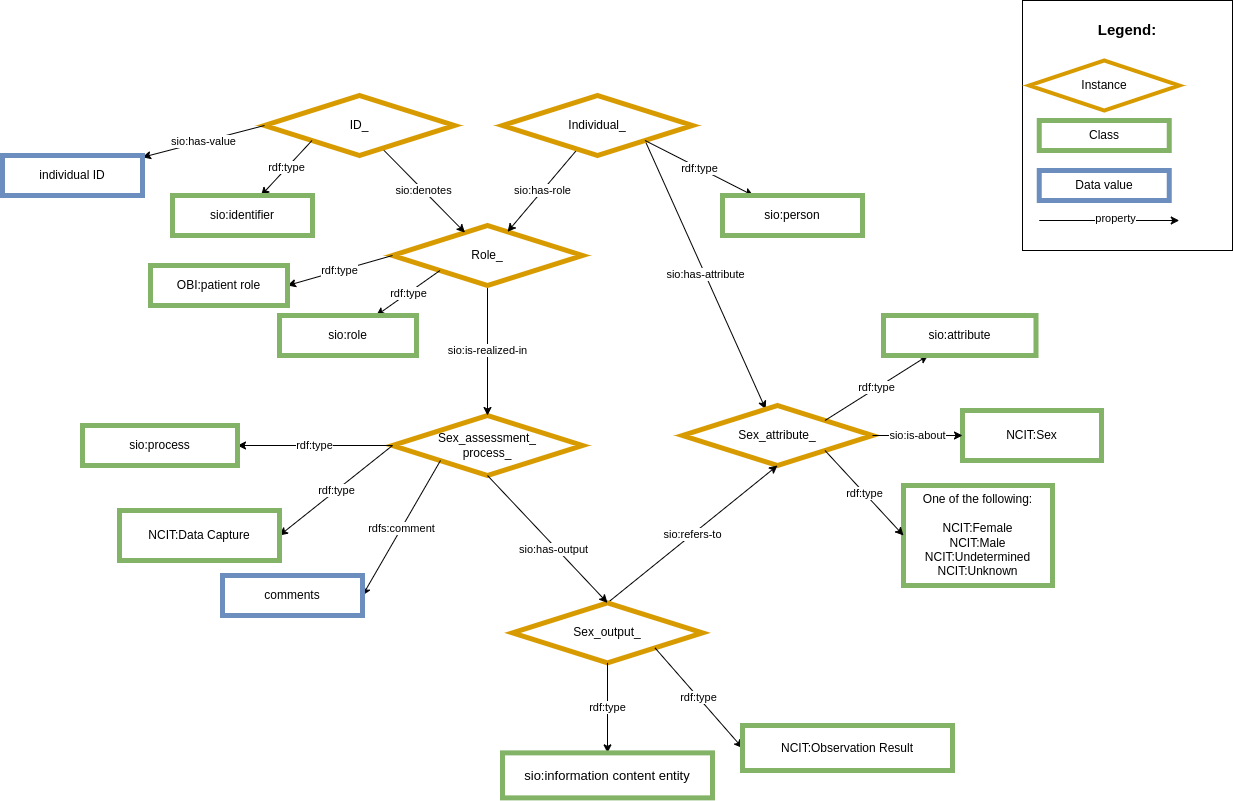 Legend:
Instance
Class
Data value
property
ID_
Individual_
sio:has-value
rdf:type
individual ID
sio:identifier
sio:denotes
sio:has-role
rdf:type
sio:person
Role_
OBI:patient role
rdf:type
rdf:type
sio:role
sio:has-attribute
sio:is-realized-in
sio:attribute
rdf:type
Sex_assessment_
process_
Sex_attribute_
sio:is-about
NCIT:Sex
sio:process
rdf:type
rdf:type
rdf:type
One of the following:
NCIT:Female
NCIT:Male
NCIT:Undetermined
NCIT:Unknown
NCIT:Data Capture
rdfs:comment
comments
sio:has-output
sio:refers-to
Sex_output_
rdf:type
rdf:type
sio:information content entity
NCIT:Observation Result